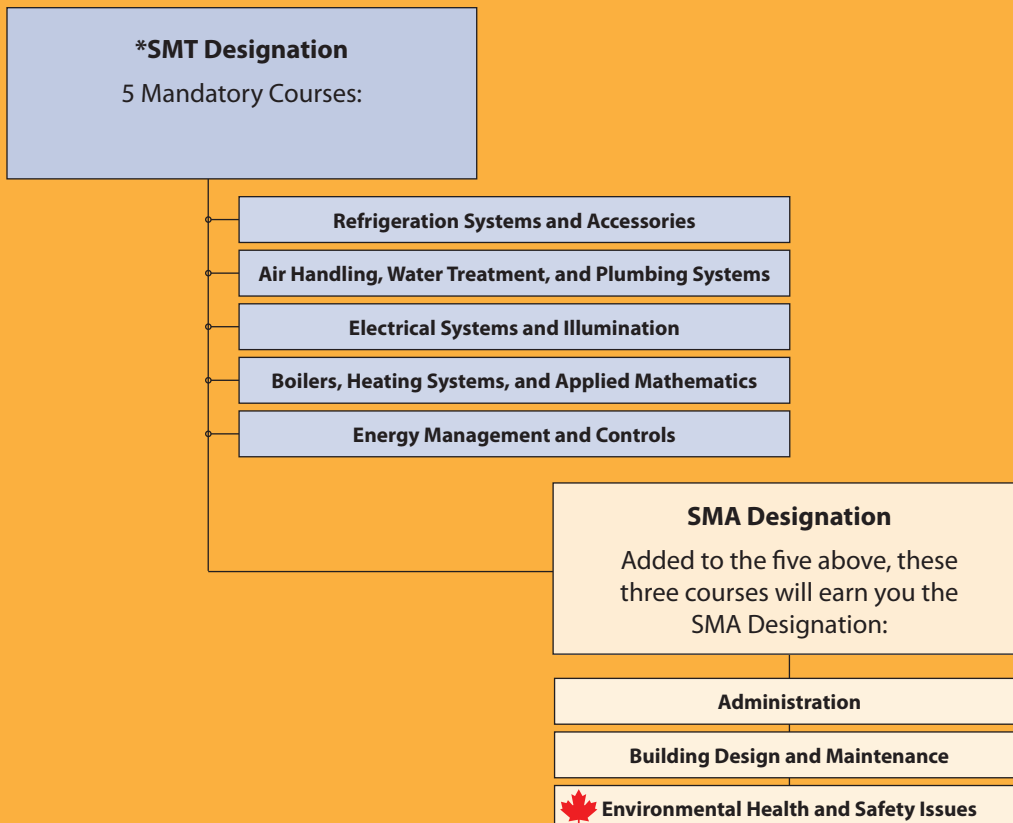 *SMT Designation
5 Mandatory Courses:
Refrigeration Systems and Accessories
Air Handling, Water Treatment, and Plumbing Systems
Electrical Systems and Illumination
Boilers, Heating Systems, and Applied Mathematics
Energy Management and Controls
SMA Designation
Added to the five above, these
three courses will earn you the
SMA Designation:
Administration
Building Design and Maintenance
Environmental Health and Safety Issues